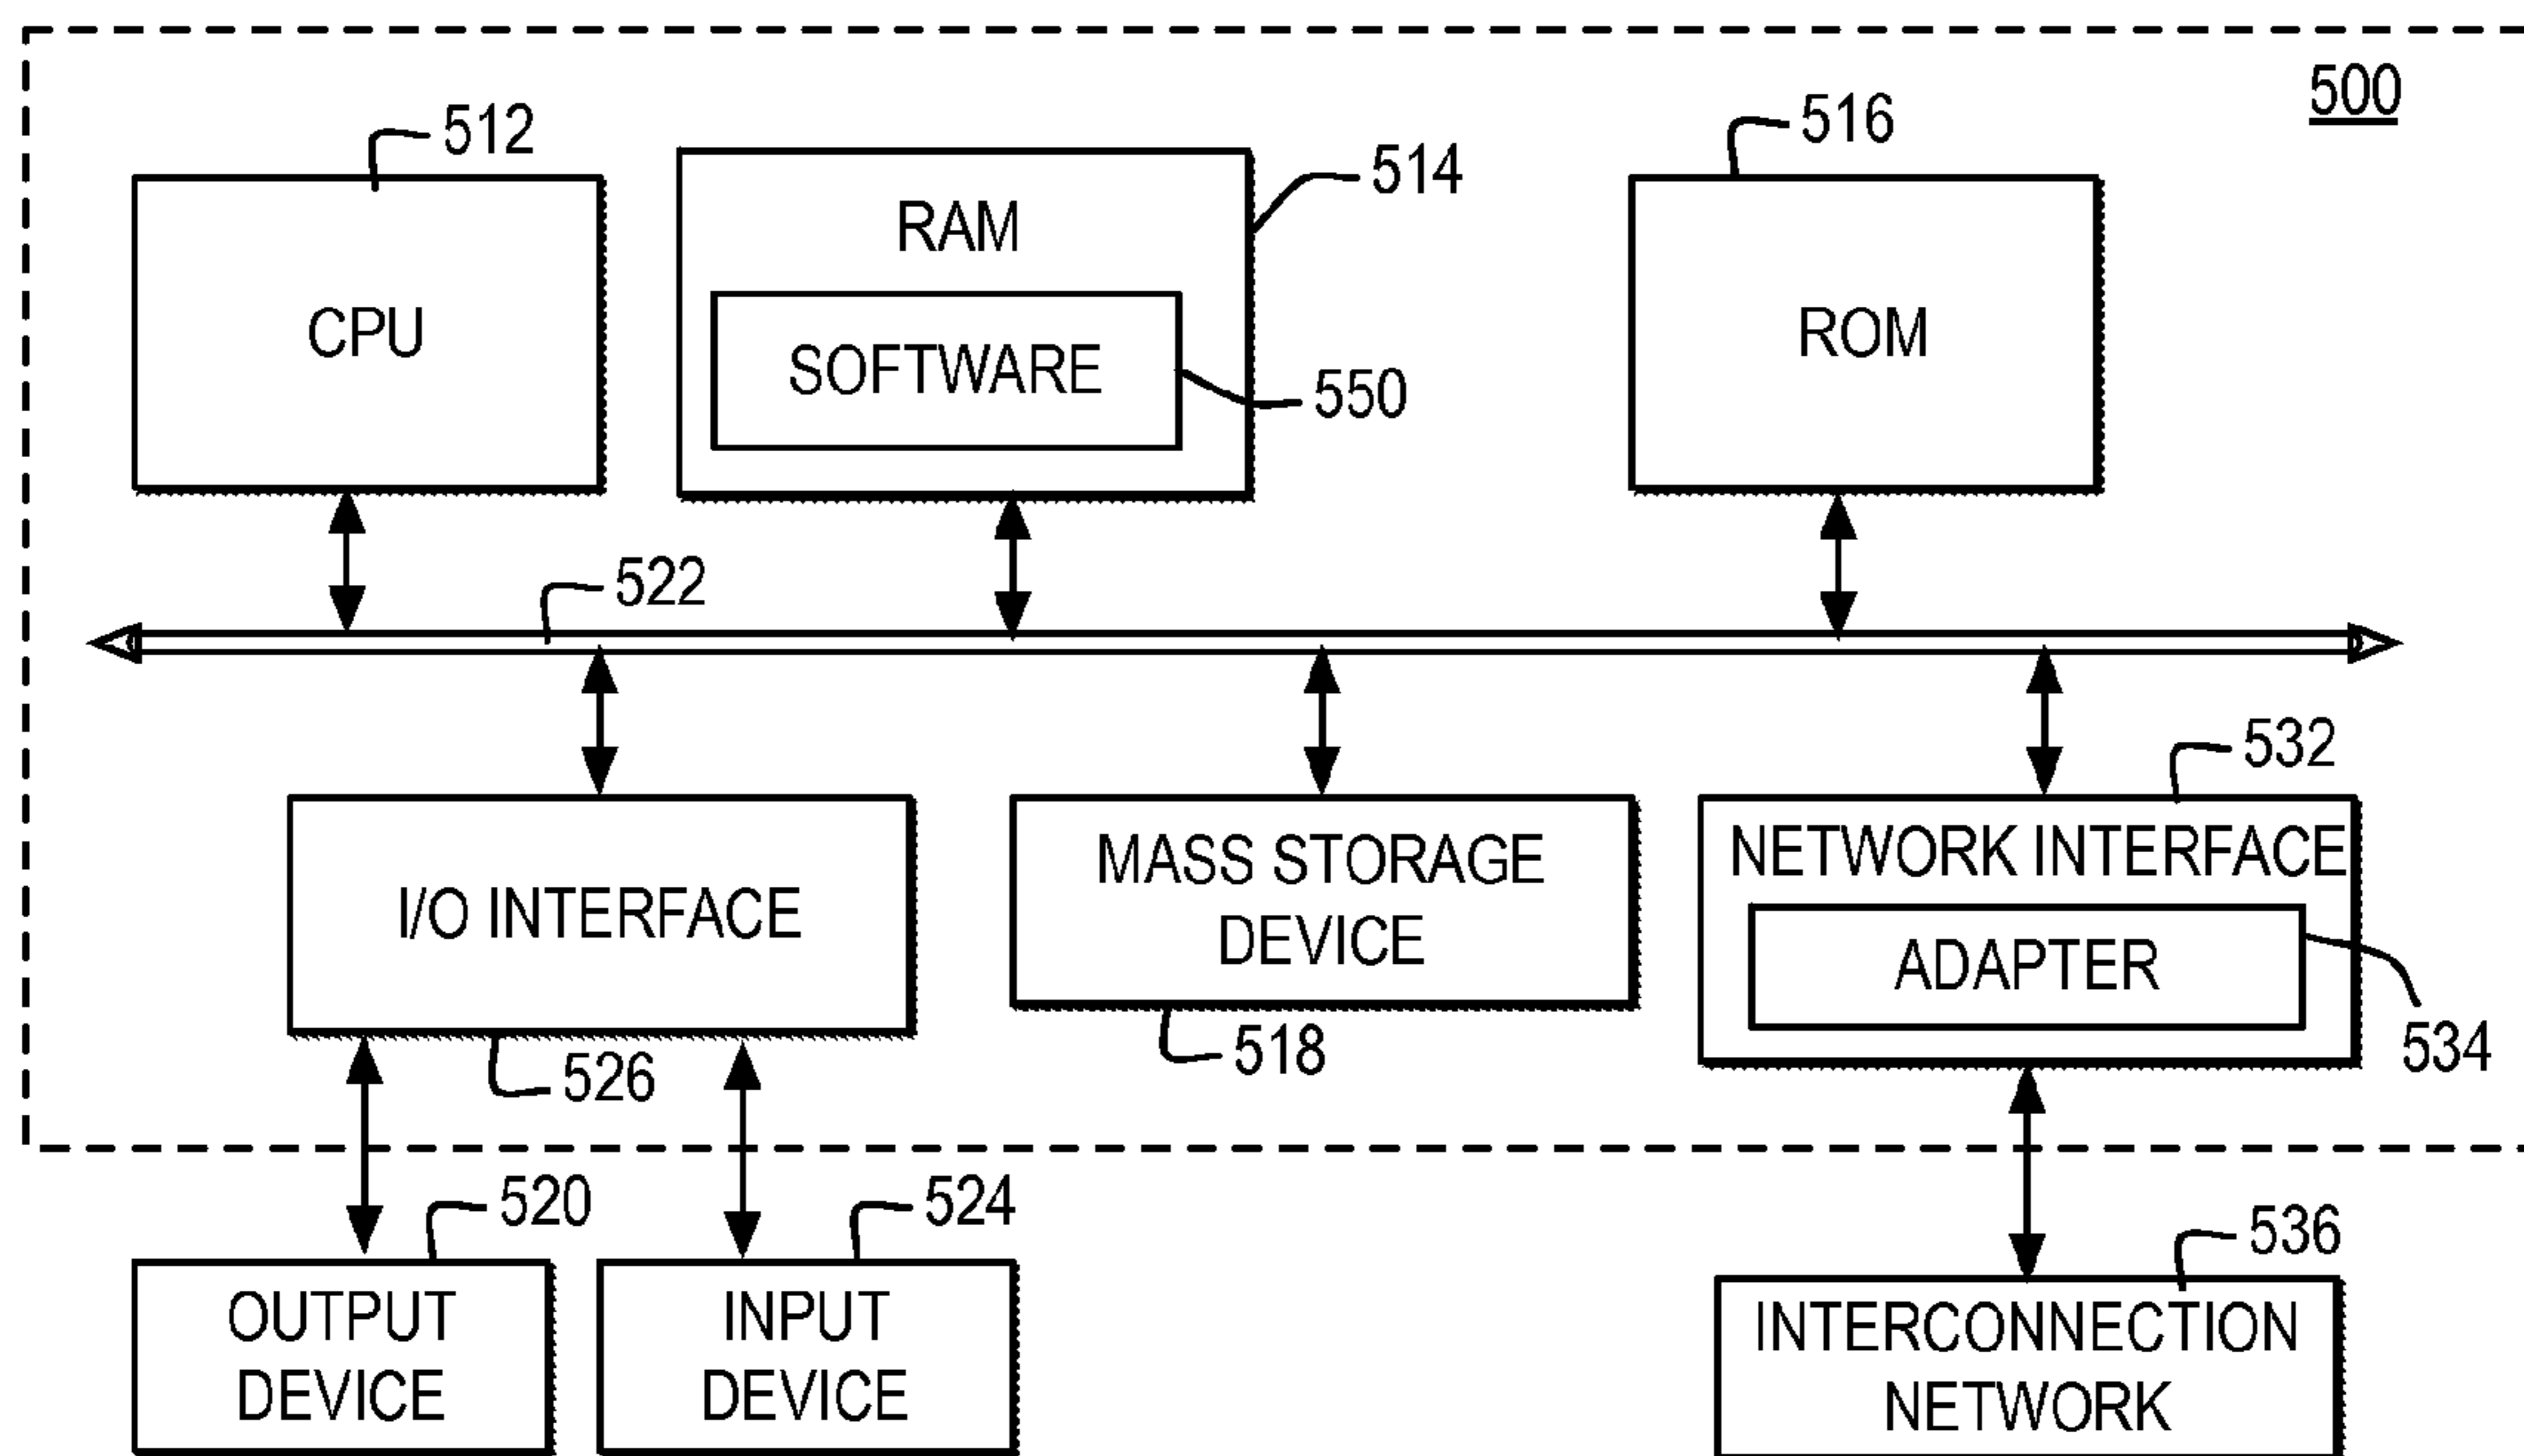 500
512
514
516
RAM
CPU
SOFTWARE
ROM
550
522
532
I/O INTERFACE
MASS STORAGE
DEVICE
NETWORK INTERFACE
ADAPTER
526
518
534
520
524
536
OUTPUT
DEVICE
INPUT
DEVICE
INTERCONNECTION
NETWORK